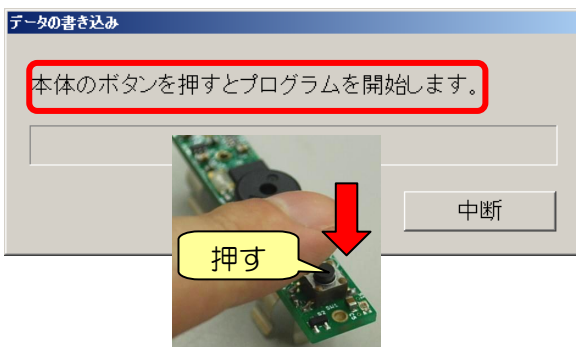 データの書き込み
本体のボタンを押すとプログラムを開始します。
中断
押す